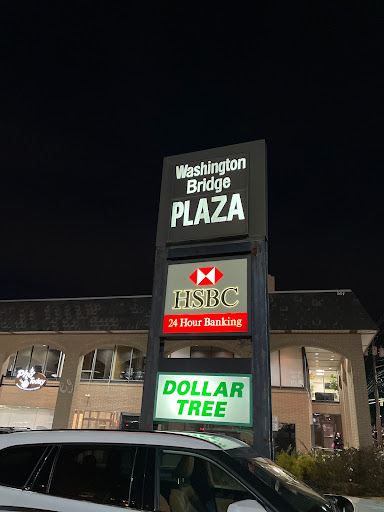 Washington
Bridge
PLAZA
HSBC
24 Hour Banking
DOLLAR
TREE